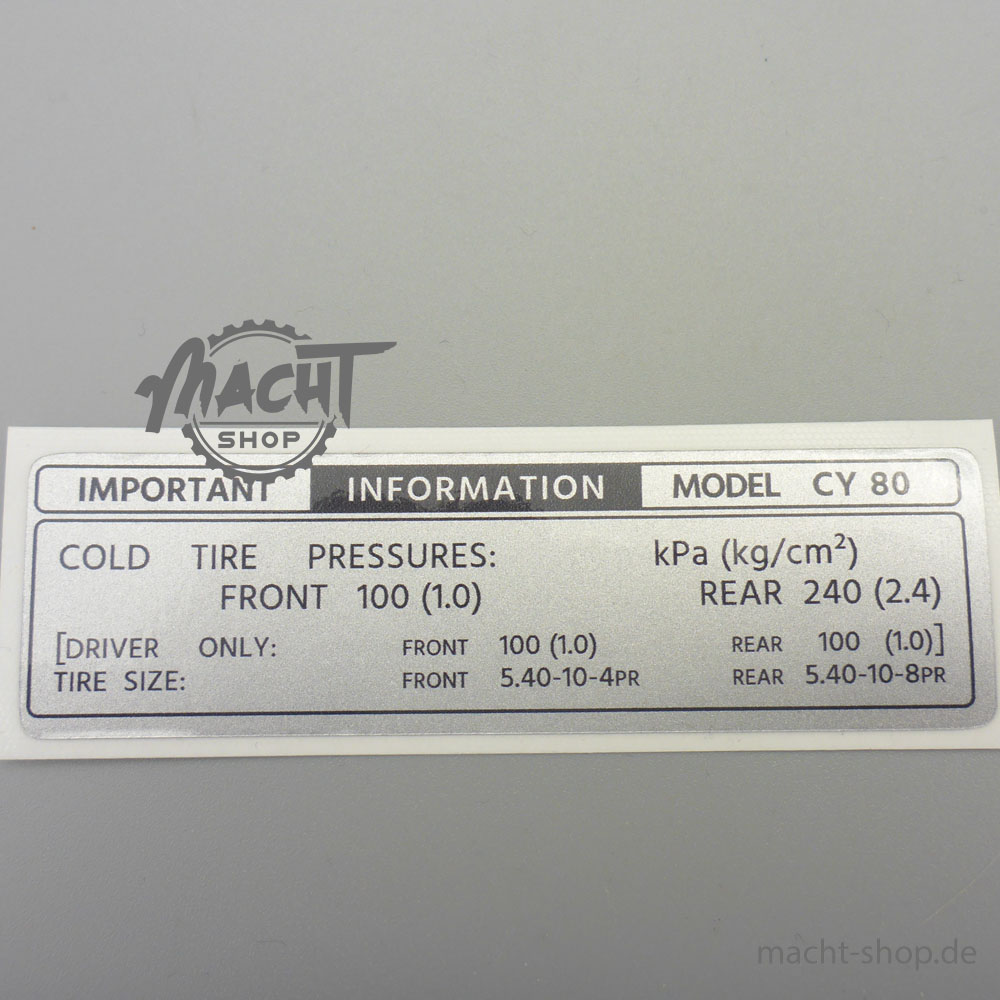 MACHT
SHOP
IMPORTANT INFORMATION MODEL CY 80
COLD TIRE PRESSURES: kPa (kg/cm²)
FRONT 100 (1.0) REAR 240 (2.4)
[DRIVER ONLY: FRONT 100 (1.0) REAR 100 (1.0)]
TIRE SIZE: FRONT 5.40-10-4PR REAR 5.40-10-8PR
macht-shop.de